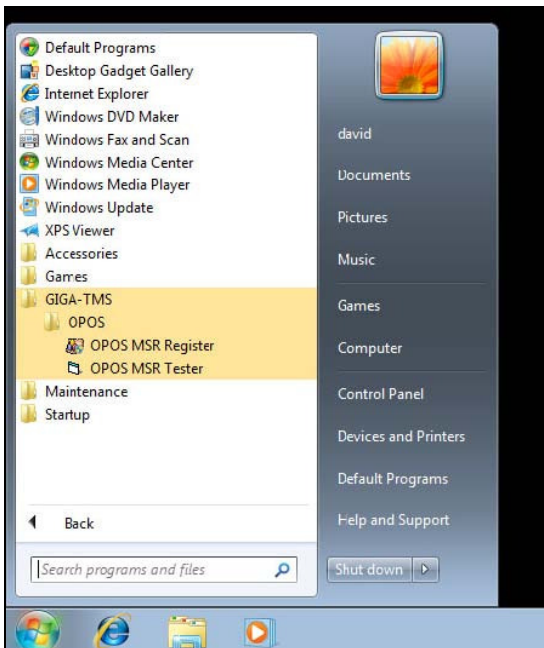 Default Programs
Desktop Gadget Gallery
Internet Explorer
Windows DVD Maker
Windows Fax and Scan
Windows Media Center
Windows Media Player
Windows Update
XPS Viewer
Accessories
Games
GIGA-TMS
OPOS
OPOS MSR Register
OPOS MSR Tester
Maintenance
Startup
Back
Search programs and files
david
Documents
Pictures
Music
Games
Computer
Control Panel
Devices and Printers
Default Programs
Help and Support
Shut down